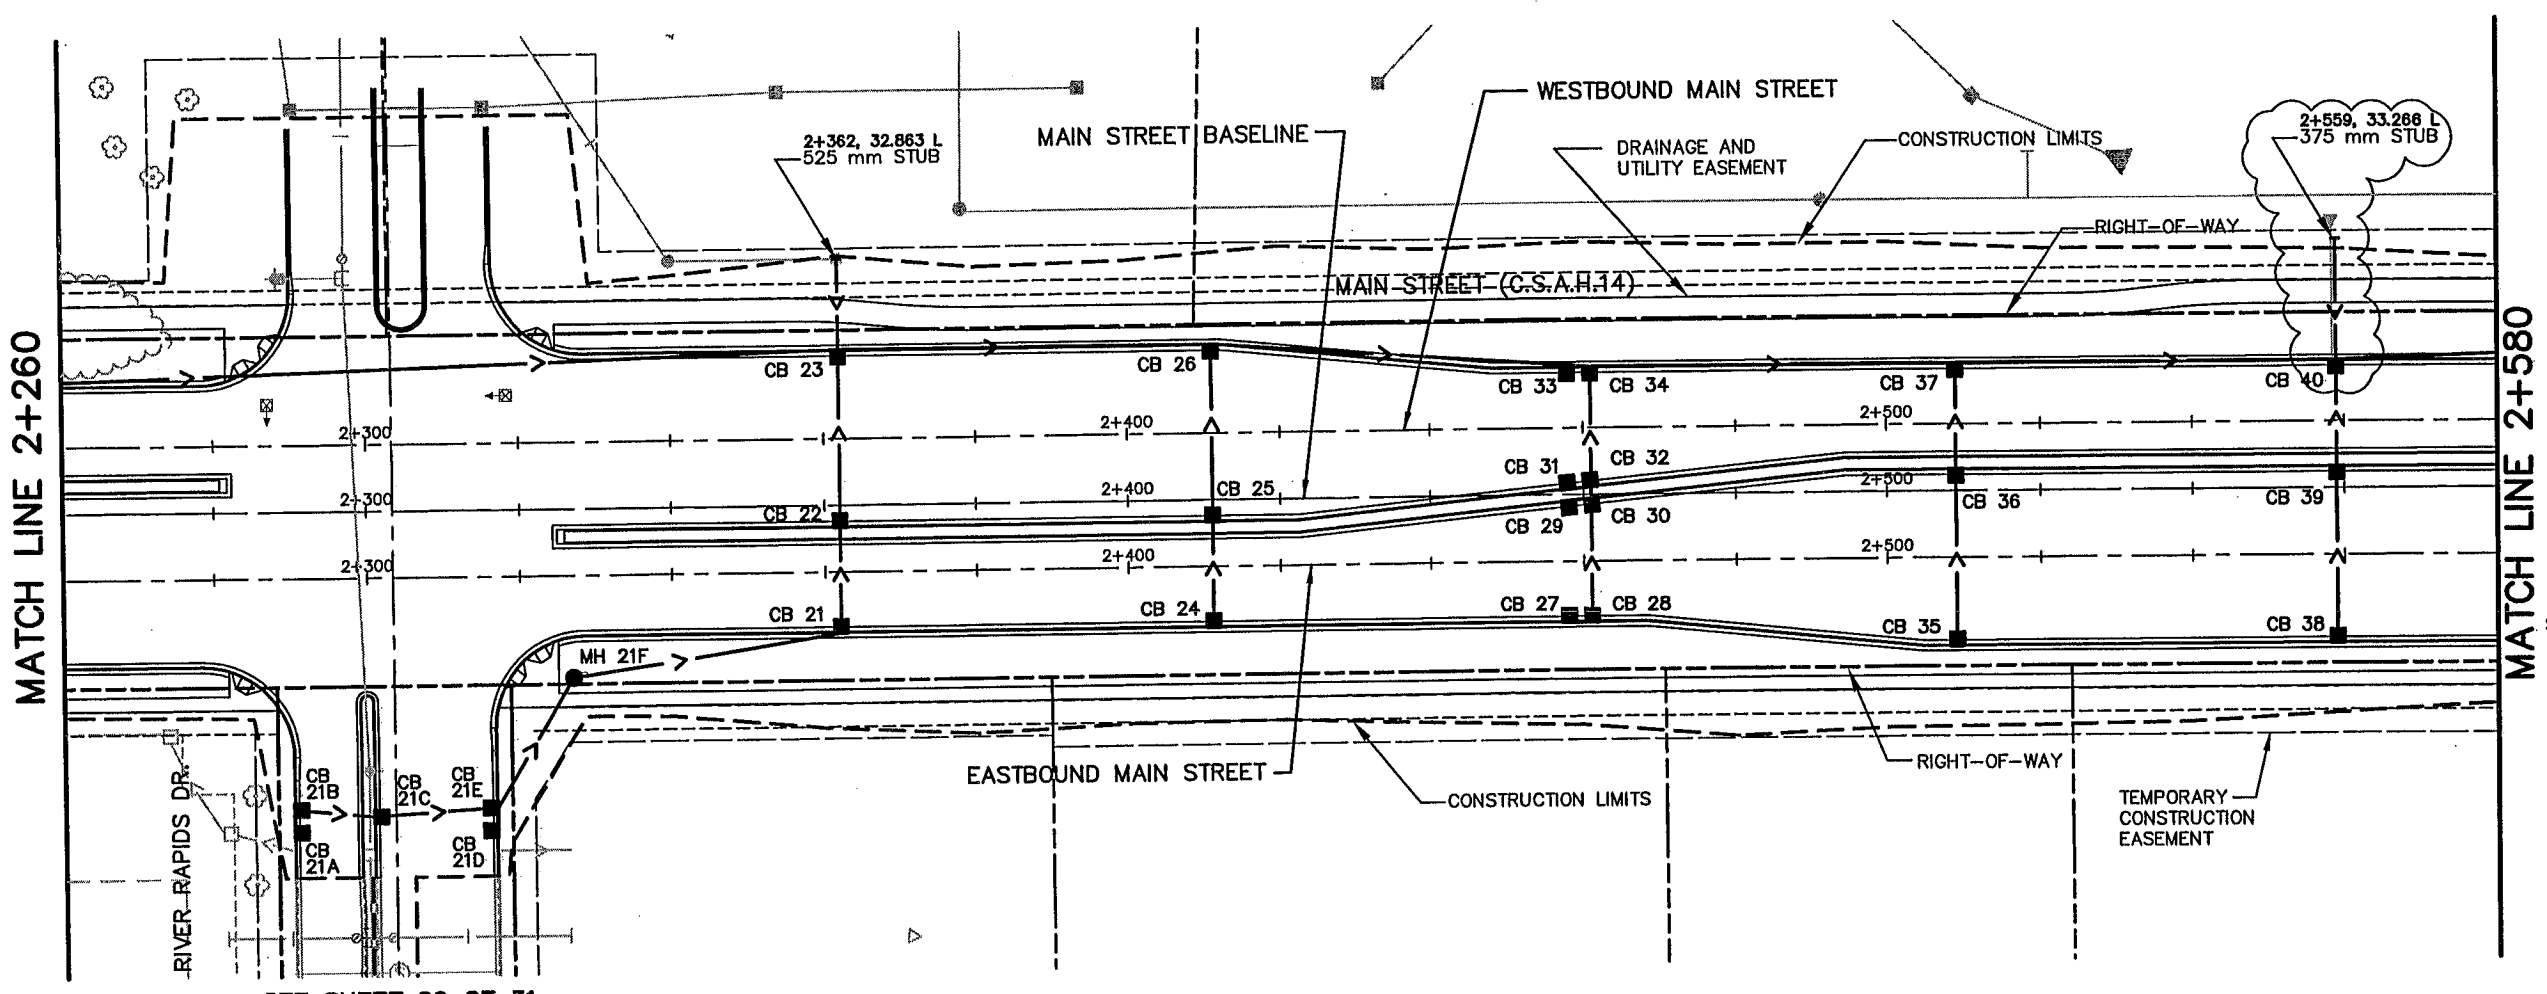 WESTBOUND MAIN STREET
MAIN STREET BASELINE
2+362, 32.863 L
525 mm STUB
DRAINAGE AND
UTILITY EASEMENT
CONSTRUCTION LIMITS
2+559, 33.266 L
375 mm STUB
RIGHT-OF-WAY
MAIN STREET (C.S.A.H.14)
MATCH LINE 2+260
MATCH LINE 2+580
CB 23
CB 26
CB 33
CB 34
CB 37
CB 40
2+300
2+400
2+500
CB 31
CB 32
2+300
2+400
2+500
CB 22
CB 25
CB 29
CB 30
CB 36
CB 39
2+300
2+400
2+500
CB 21
CB 24
CB 27
CB 28
CB 35
CB 38
MH 21F
EASTBOUND MAIN STREET
CONSTRUCTION LIMITS
RIGHT-OF-WAY
TEMPORARY
CONSTRUCTION
EASEMENT
CB
21B
CB
21C
CB
21E
CB
21A
CB
21D
RIVER RAPIDS DR.